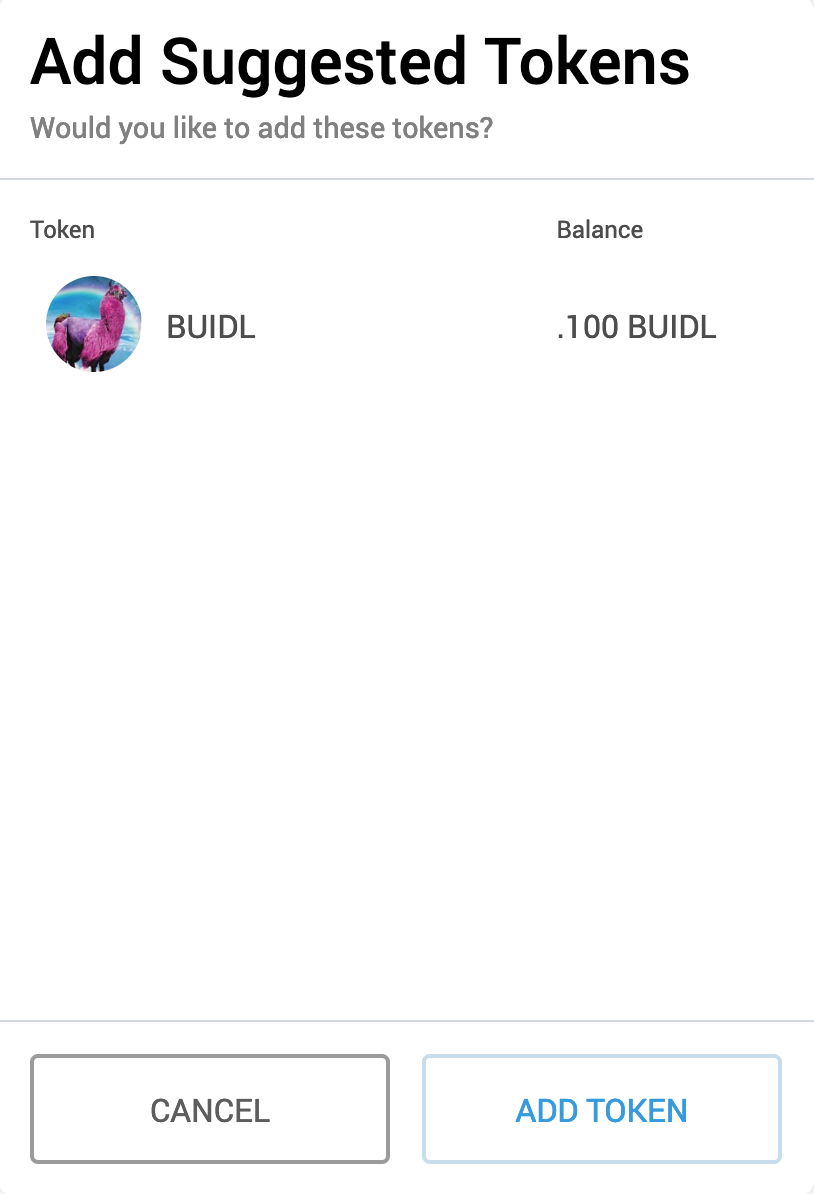 Add Suggested Tokens
Would you like to add these tokens?
Token Balance
BUIDL .100 BUIDL
CANCEL ADD TOKEN